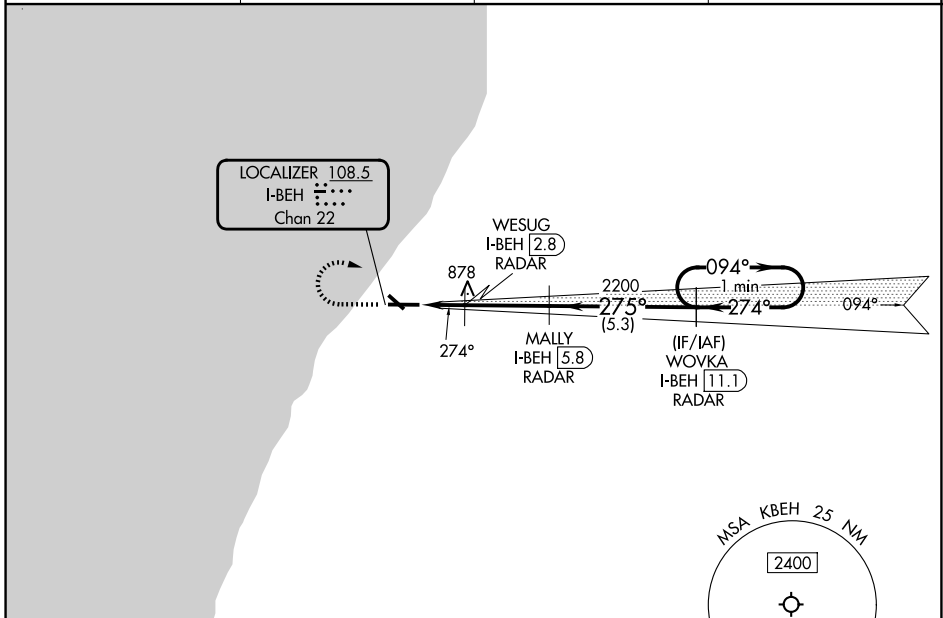 LOCALIZER 108.5
I-BEH
Chan 22
WESUG
I-BEH 2.8
RADAR
878
094°
1 min
2200
275°
274°
094°
(5.3)
274°
MALLY
I-BEH 5.8
RADAR
(IF/IAF)
WOVKA
I-BEH 11.1
RADAR
MSA KBEH 25 NM
2400